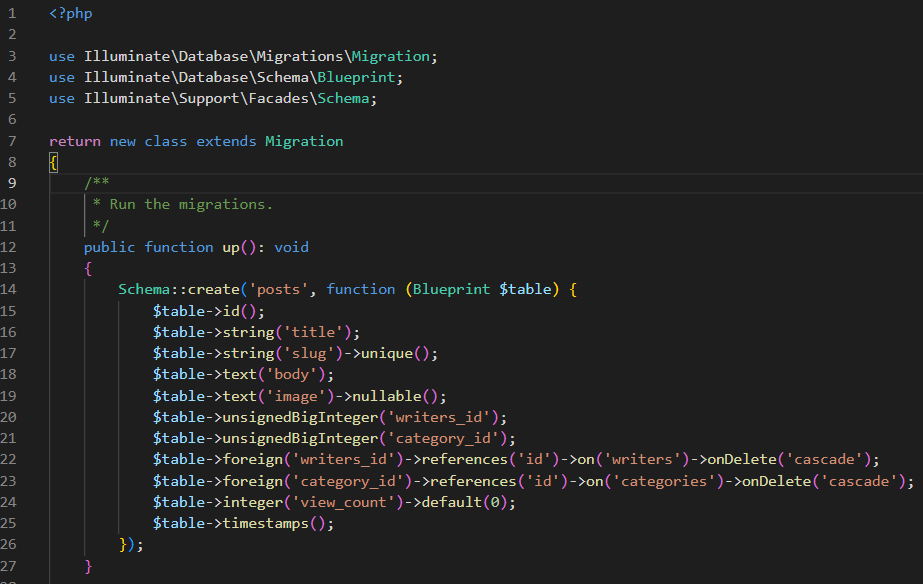 1 <?php
2
3 use Illuminate\Database\Migrations\Migration;
4 use Illuminate\Database\Schema\Blueprint;
5 use Illuminate\Support\Facades\Schema;
6
7 return new class extends Migration
8 {
9     /**
10      * Run the migrations.
11      */
12     public function up(): void
13     {
14         Schema::create('posts', function (Blueprint $table) {
15             $table->id();
16             $table->string('title');
17             $table->string('slug')->unique();
18             $table->text('body');
19             $table->text('image')->nullable();
20             $table->unsignedBigInteger('writers_id');
21             $table->unsignedBigInteger('category_id');
22             $table->foreign('writers_id')->references('id')->on('writers')->onDelete('cascade');
23             $table->foreign('category_id')->references('id')->on('categories')->onDelete('cascade');
24             $table->integer('view_count')->default(0);
25             $table->timestamps();
26         });
27     }